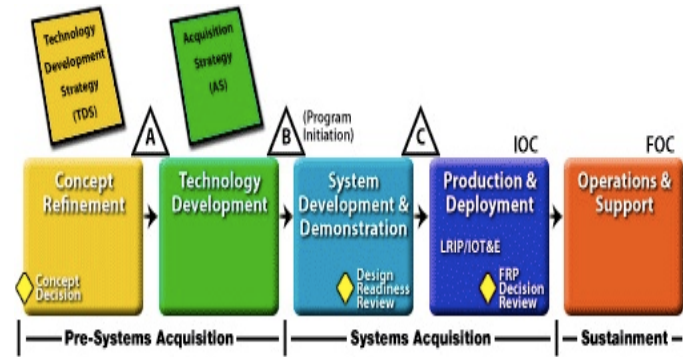 Technology
Development
Strategy
(TDS)
Acquisition
Strategy
(AS)
A
B
(Program
Initiation)
C
IOC
FOC
Concept
Refinement
Concept
Decision
Technology
Development
System
Development &
Demonstration
Design
Readiness
Review
Production &
Deployment
LRIP/IOT&E
FRP
Decision
Review
Operations &
Support
Pre-Systems Acquisition
Systems Acquisition
Sustainment